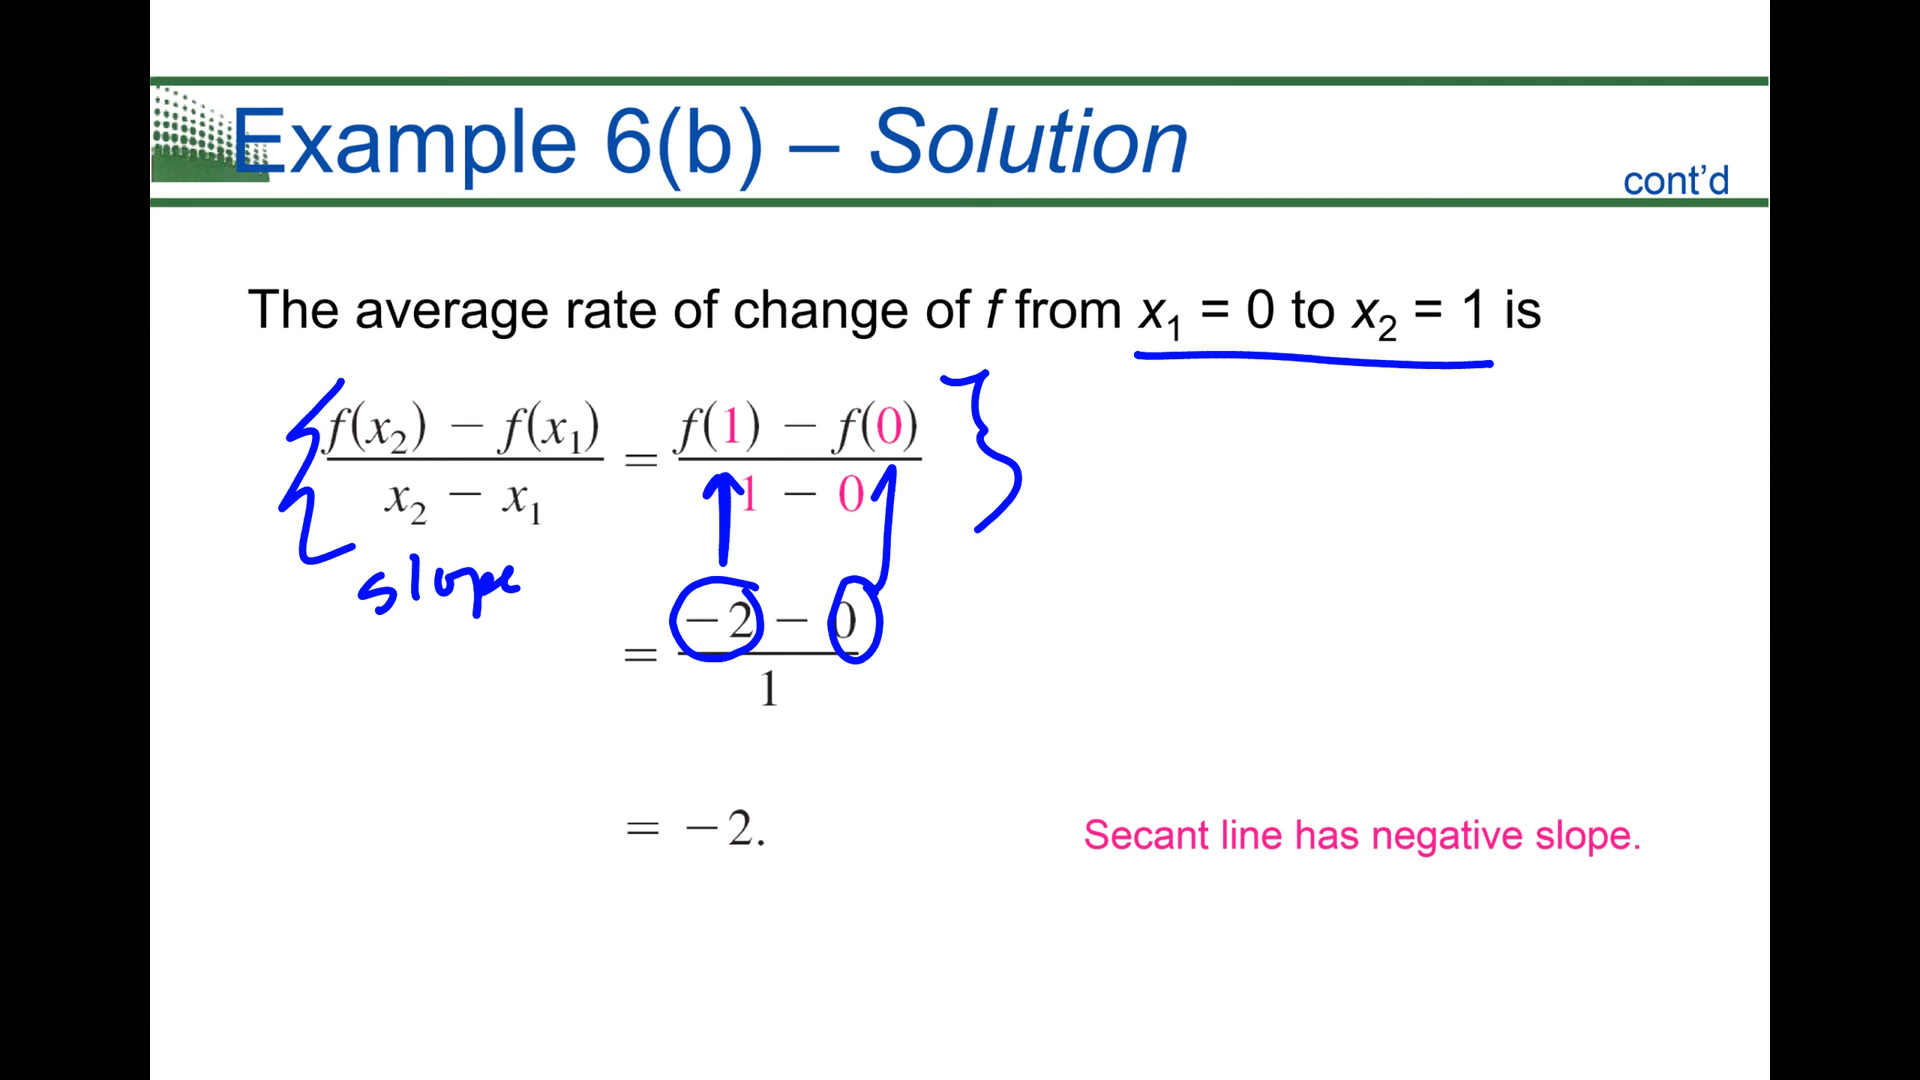 Example 6(b) – Solution
cont’d
The average rate of change of f from x₁ = 0 to x₂ = 1 is
f(x₂) − f(x₁) / x₂ − x₁ = f(1) − f(0) / 1 − 0
slope
= −2 − 0 / 1
= −2.
Secant line has negative slope.